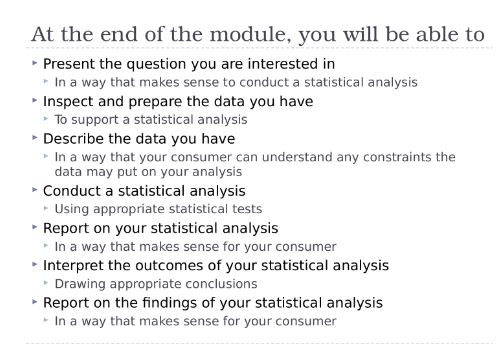 At the end of the module, you will be able to
Present the question you are interested in
In a way that makes sense to conduct a statistical analysis
Inspect and prepare the data you have
To support a statistical analysis
Describe the data you have
In a way that your consumer can understand any constraints the
data may put on your analysis
Conduct a statistical analysis
Using appropriate statistical tests
Report on your statistical analysis
In a way that makes sense for your consumer
Interpret the outcomes of your statistical analysis
Drawing appropriate conclusions
Report on the findings of your statistical analysis
In a way that makes sense for your consumer